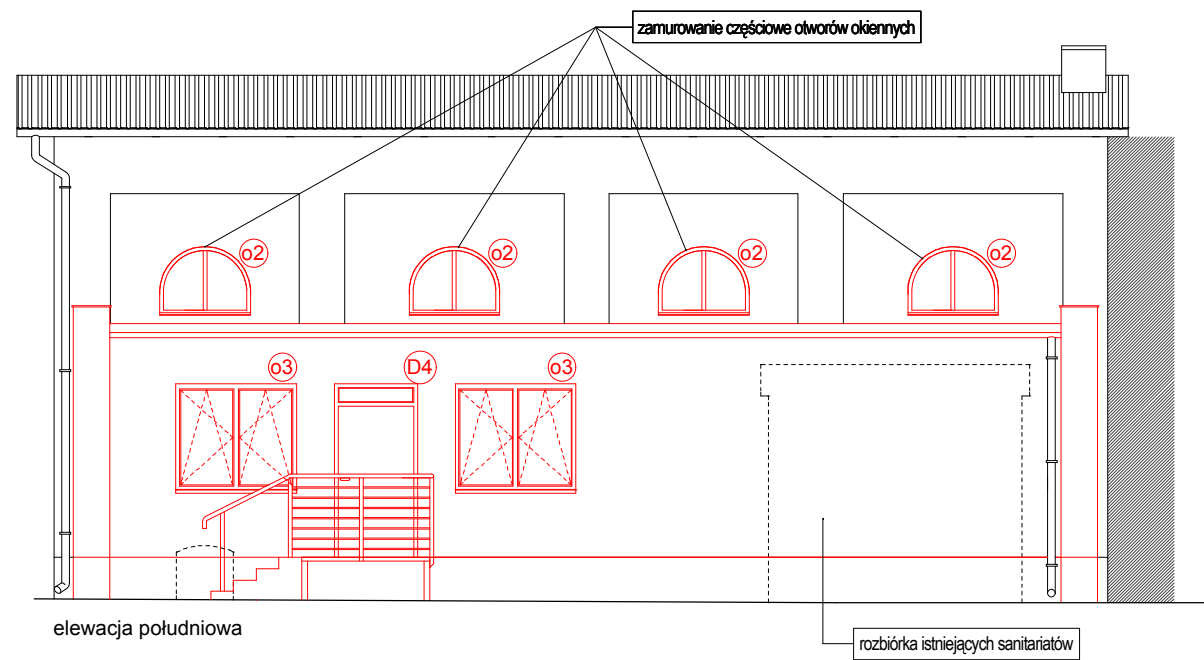 zamurowanie częściowe otworów okiennych
o2
o2
o2
o2
o3
D4
o3
elewacja południowa
rozbiórka istniejących sanitariatów